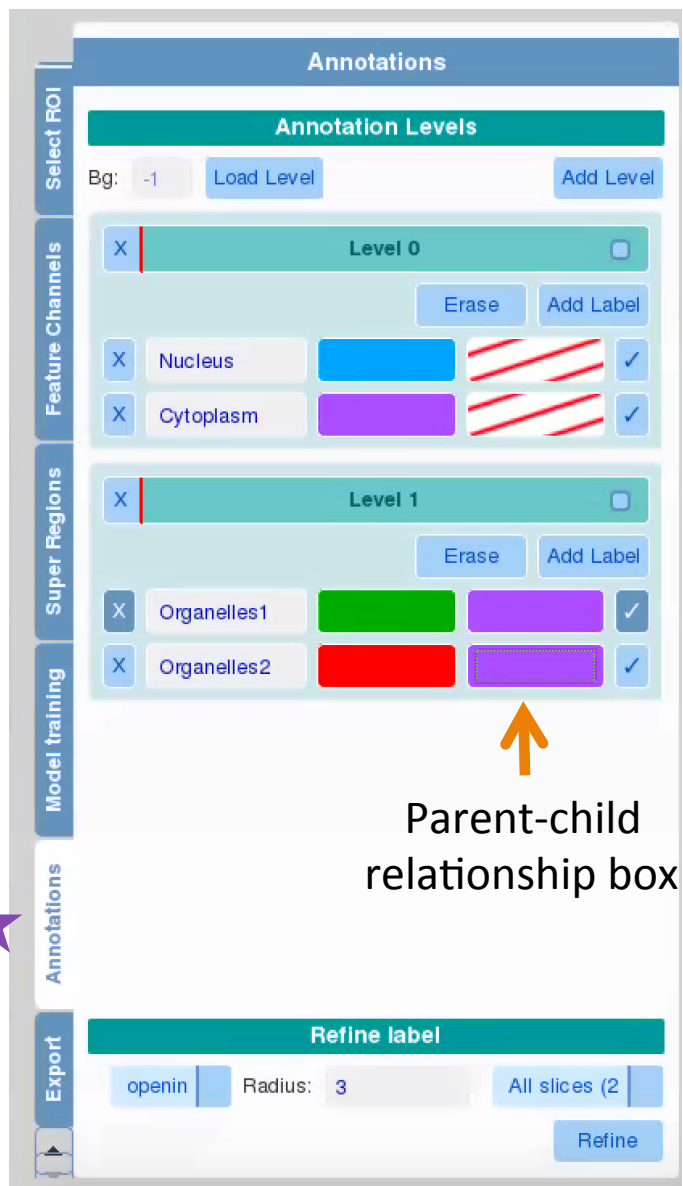 Annotations
Select ROI
Feature Channels
Super Regions
Model training
Annotations
Export
Annotation Levels
Bg: -1 Load Level Add Level
X Level 0
Erase Add Label
X Nucleus ✓
X Cytoplasm ✓
X Level 1
Erase Add Label
X Organelles1 ✓
X Organelles2 ✓
Parent-child
relationship box
Refine label
openin Radius: 3 All slices (2
Refine